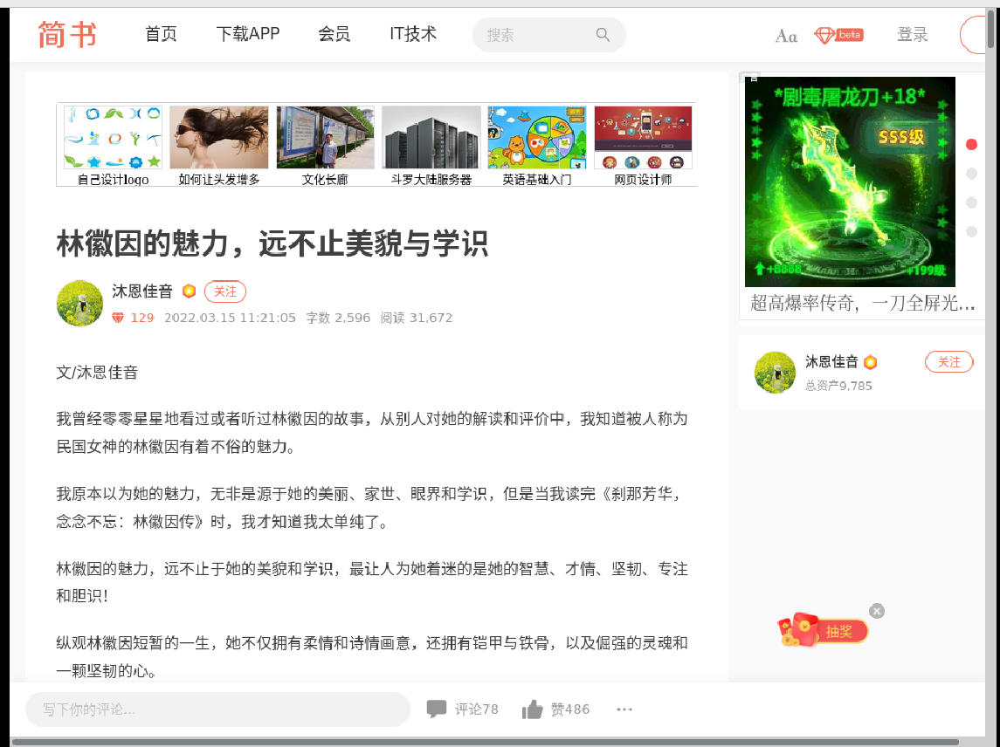 简书
首页 下载APP 会员 IT技术 搜索 Aa beta 登录
自己设计logo 如何让头发增多 文化长廊 斗罗大陆服务器 英语基础入门 网页设计师
林徽因的魅力，远不止美貌与学识
沐恩佳音 关注
129 2022.03.15 11:21:05 字数 2,596 阅读 31,672
文/沐恩佳音
我曾经零零星星地看过或者听过林徽因的故事，从别人对她的解读和评价中，我知道被人称为
民国女神的林徽因有着不俗的魅力。
我原本以为她的魅力，无非是源于她的美丽、家世、眼界和学识，但是当我读完《刹那芳华，
念念不忘：林徽因传》时，我才知道我太单纯了。
林徽因的魅力，远不止于她的美貌和学识，最让人为她着迷的是她的智慧、才情、坚韧、专注
和胆识！
纵观林徽因短暂的一生，她不仅拥有柔情和诗情画意，还拥有铠甲与铁骨，以及倔强的灵魂和
一颗坚韧的心。
*剧毒屠龙刀+18*
SSS级
+8888 +199级
超高爆率传奇，一刀全屏光...
沐恩佳音 关注
总资产9,785
抽奖
写下你的评论... 评论78 赞486